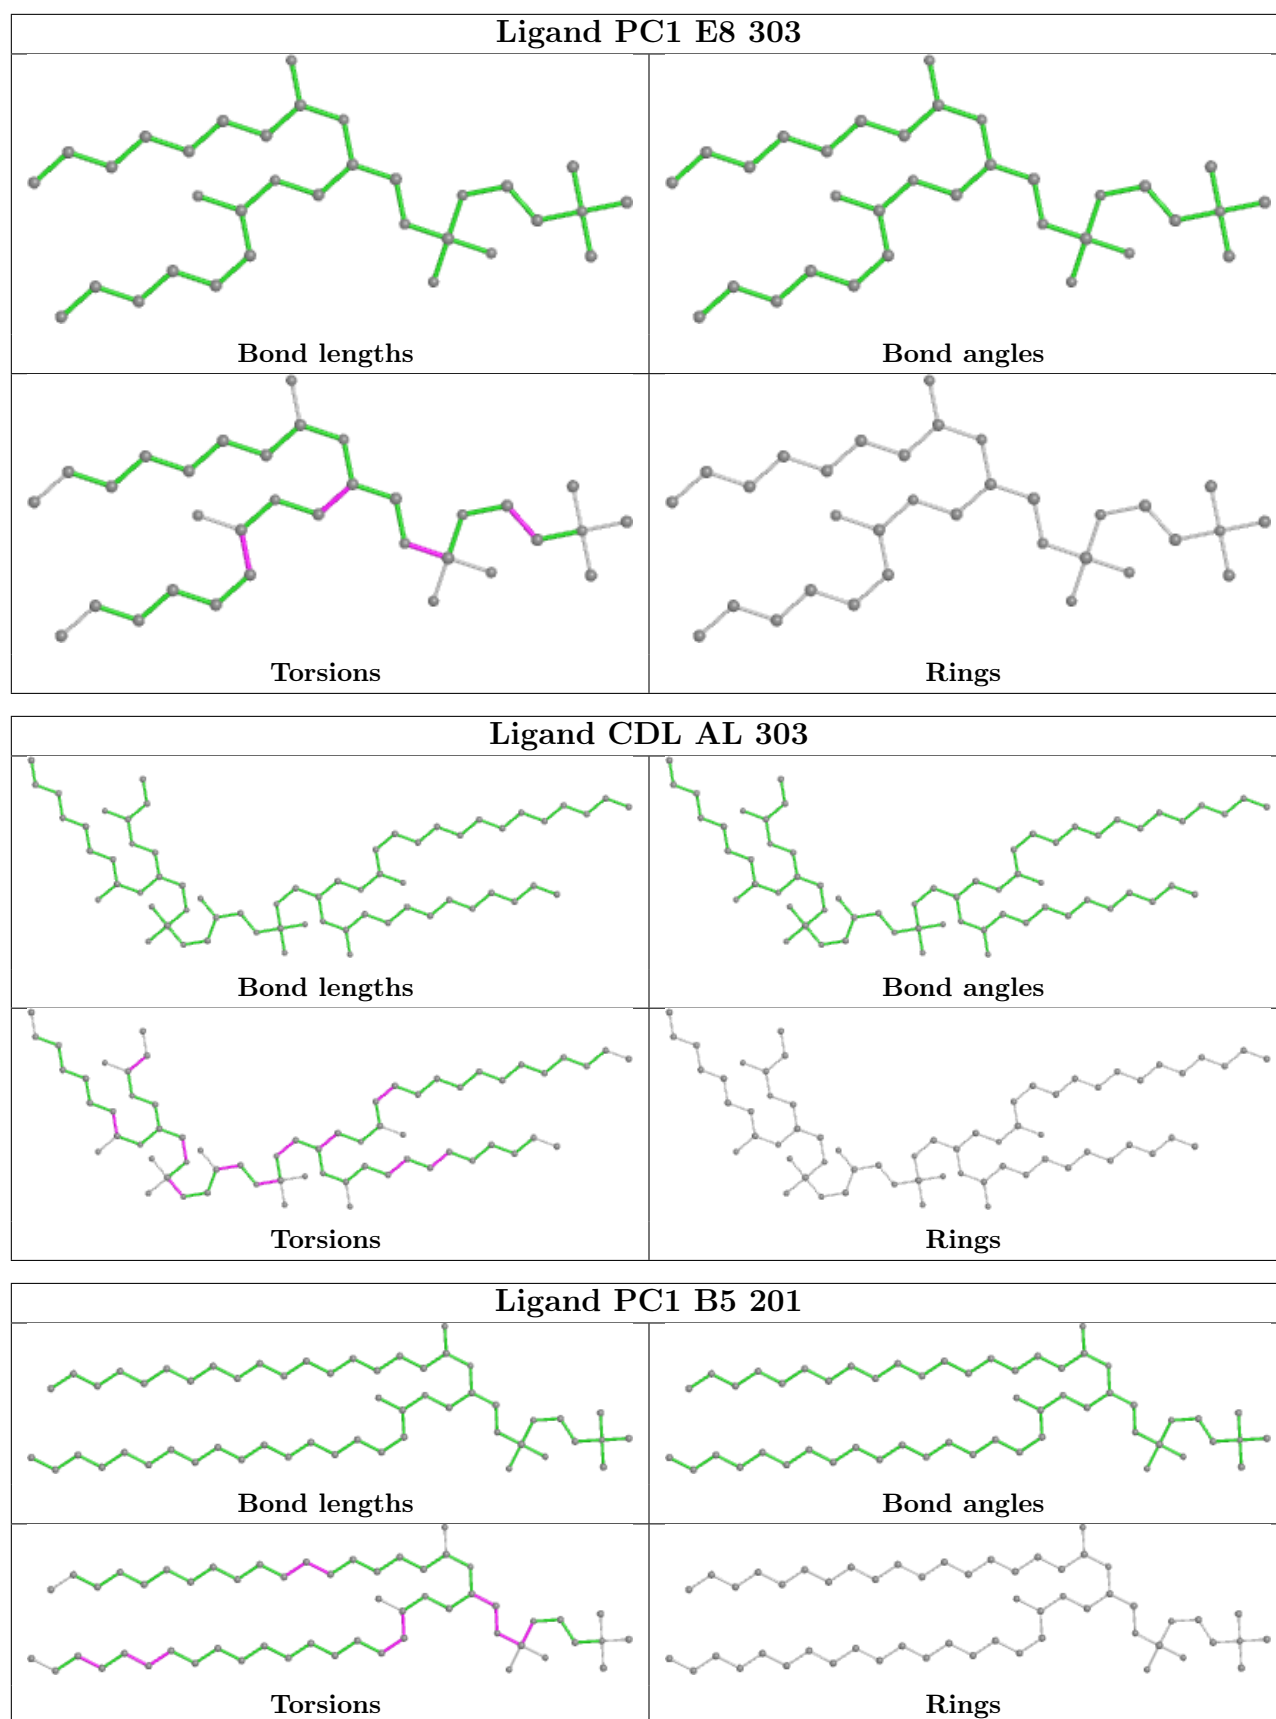 Ligand PC1 E8 303
Bond lengths
Bond angles
Torsions
Rings
Ligand CDL AL 303
Bond lengths
Bond angles
Torsions
Rings
Ligand PC1 B5 201
Bond lengths
Bond angles
Torsions
Rings